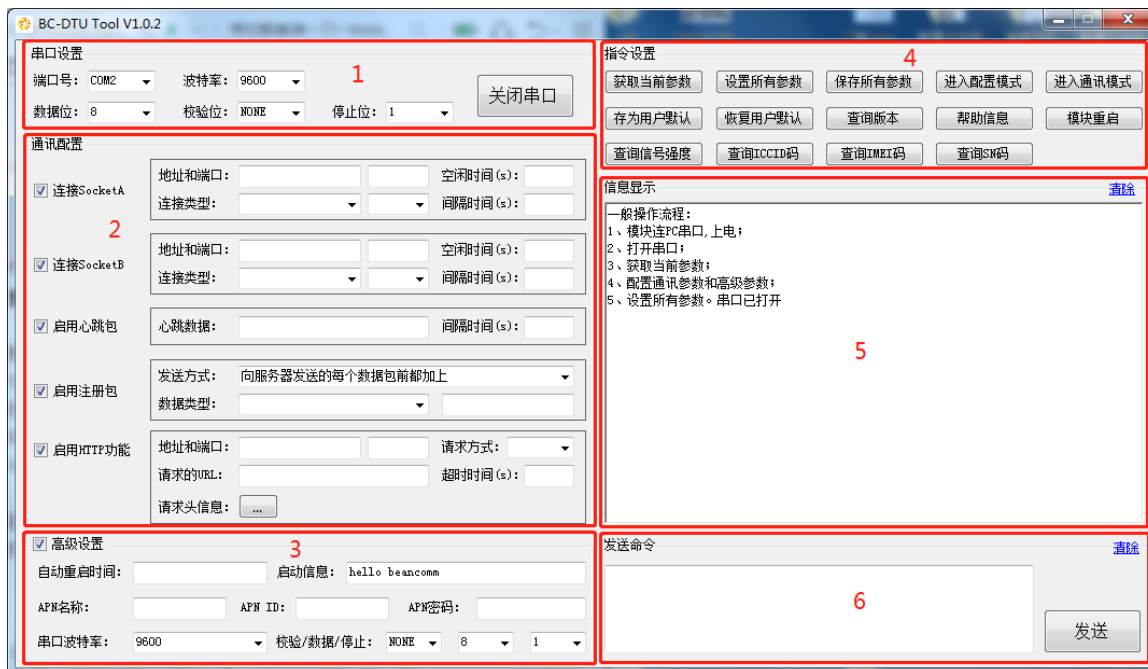 BC-DTU Tool V1.0.2
串口设置
1
端口号: COM2 波特率: 9600
关闭串口
数据位: 8 校验位: NONE 停止位: 1
通讯配置
2
连接SocketA
地址和端口: 空闲时间(s):
连接类型: 间隔时间(s):
连接SocketB
地址和端口: 空闲时间(s):
连接类型: 间隔时间(s):
启用心跳包
心跳数据: 间隔时间(s):
启用注册包
发送方式: 向服务器发送的每个数据包前都加上
数据类型:
启用HTTP功能
地址和端口: 请求方式:
请求的URL: 超时时间(s):
请求头信息: ...
高级设置
3
自动重启时间: 启动信息: hello beancomm
APN名称: APN ID: APN密码:
串口波特率: 9600 校验/数据/停止: NONE 8 1
指令设置
4
获取当前参数 设置所有参数 保存所有参数 进入配置模式 进入通讯模式
存为用户默认 恢复用户默认 查询版本 帮助信息 模块重启
查询信号强度 查询ICCID码 查询IMEI码 查询SN码
信息显示 清除
一般操作流程:
1、模块连PC串口,上电;
2、打开串口;
3、获取当前参数;
4、配置通讯参数和高级参数;
5、设置所有参数。串口已打开
5
发送命令 清除
6
发送